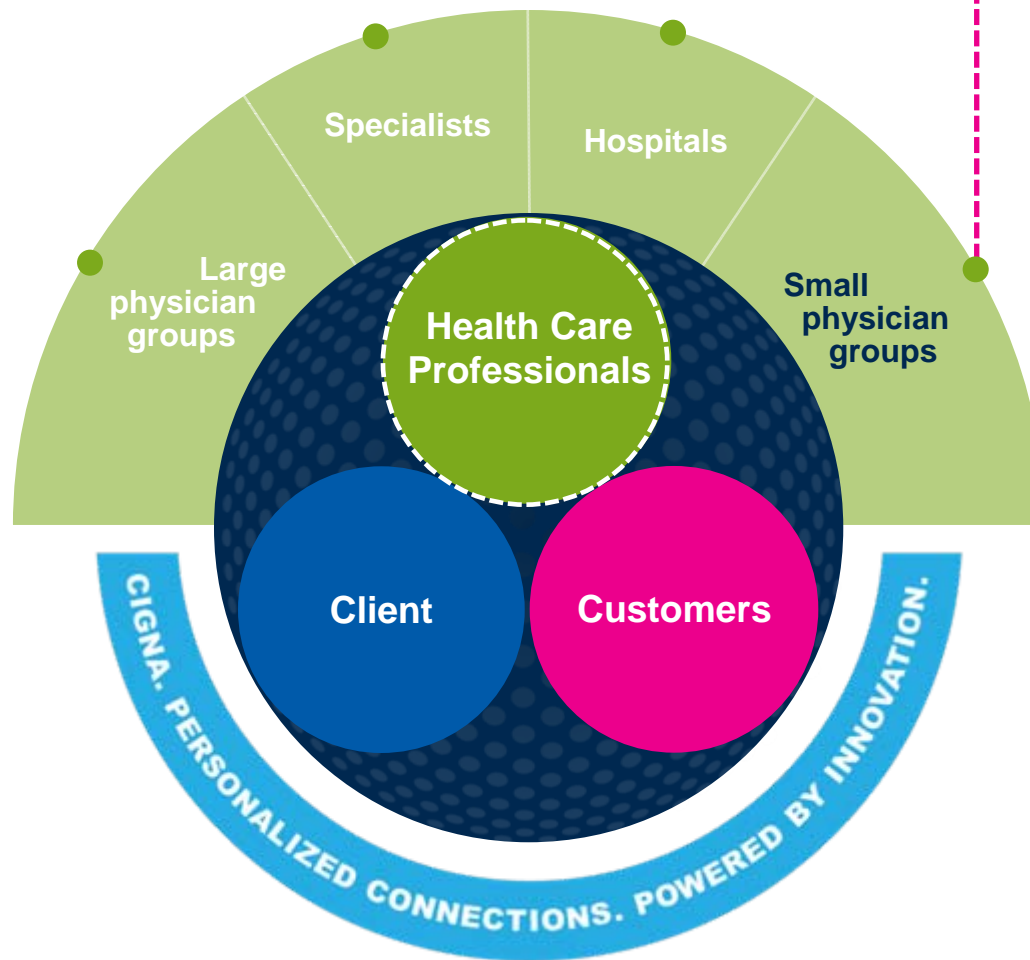 Specialists
Hospitals
Large
physician
groups
Small
physician
groups
Health Care
Professionals
Client
Customers
CIGNA. PERSONALIZED CONNECTIONS. POWERED BY INNOVATION.